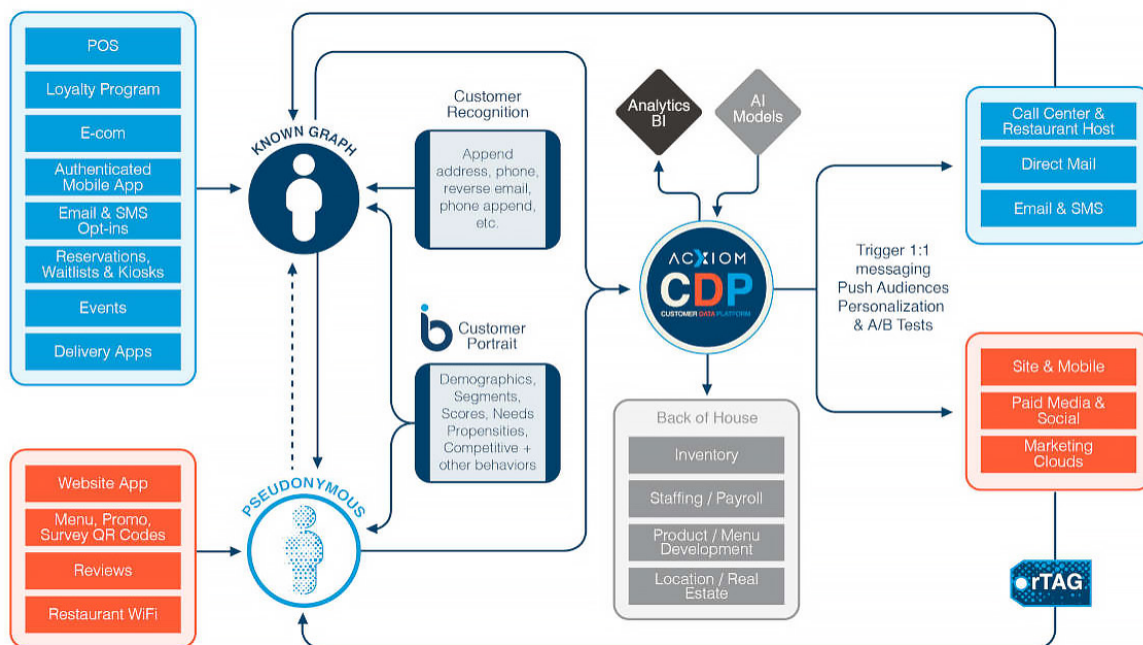 POS
Loyalty Program
E-com
Authenticated
Mobile App
Email & SMS
Opt-ins
Reservations,
Waitlists & Kiosks
Events
Delivery Apps
Website App
Menu, Promo,
Survey QR Codes
Reviews
Restaurant WiFi
KNOWN GRAPH
PSEUDONYMOUS
Customer
Recognition
Append
address, phone,
reverse email,
phone append,
etc.
b
Customer
Portrait
Demographics,
Segments,
Scores, Needs
Propensities,
Competitive +
other behaviors
Analytics
BI
AI
Models
ACXIOM
CDP
CUSTOMER DATA PLATFORM
Back of House
Inventory
Staffing / Payroll
Product / Menu
Development
Location / Real
Estate
Trigger 1:1
messaging
Push Audiences
Personalization
& A/B Tests
Call Center &
Restaurant Host
Direct Mail
Email & SMS
Site & Mobile
Paid Media &
Social
Marketing
Clouds
rTAG